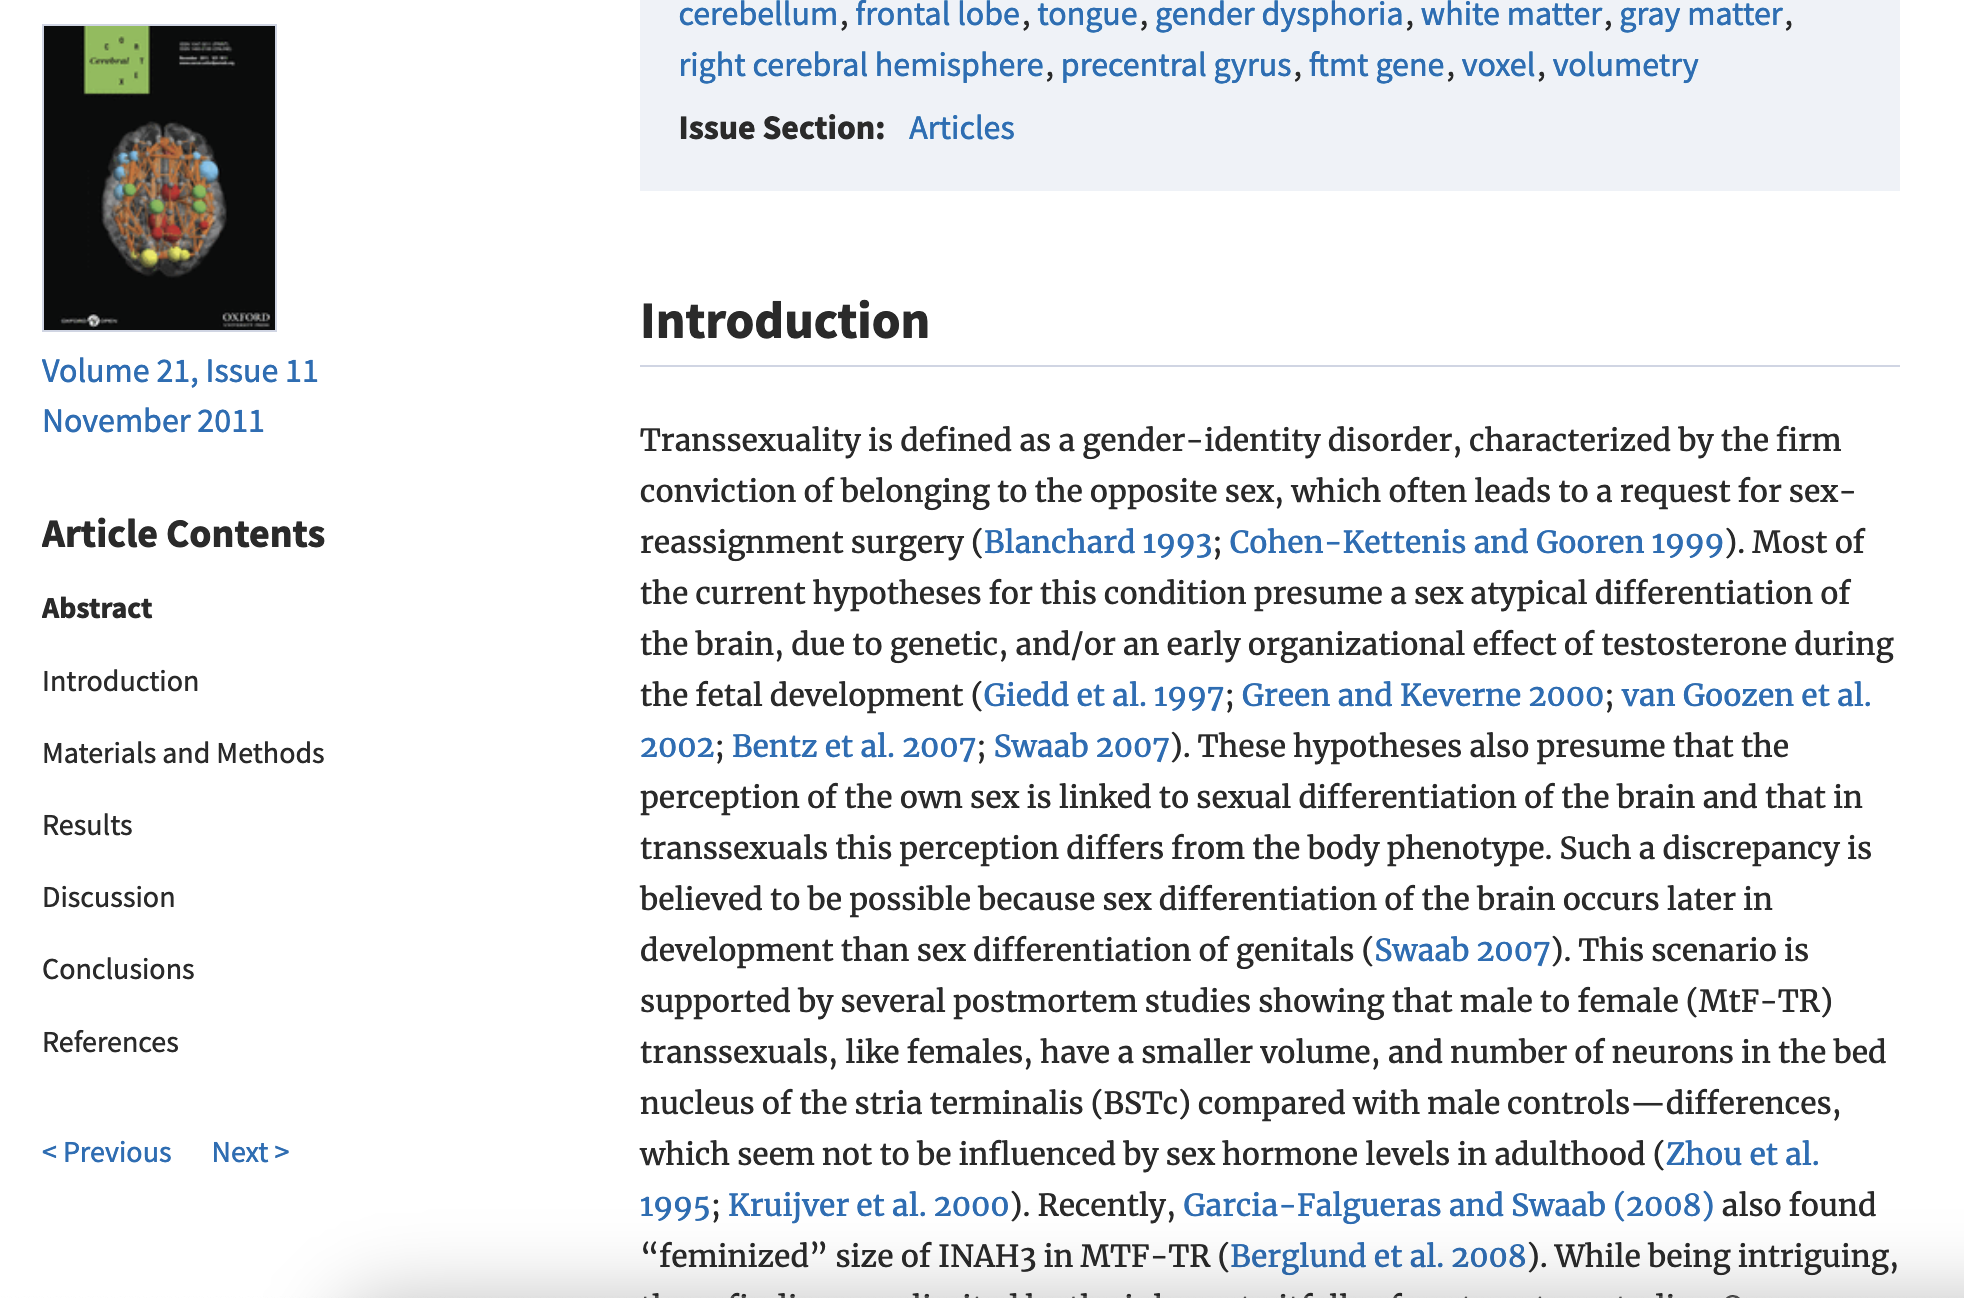 Cerebral
OXFORD
Volume 21, Issue 11
November 2011
Article Contents
Abstract
Introduction
Materials and Methods
Results
Discussion
Conclusions
References
< Previous Next >
cerebellum, frontal lobe, tongue, gender dysphoria, white matter, gray matter,
right cerebral hemisphere, precentral gyrus, ftmt gene, voxel, volumetry
Issue Section: Articles
Introduction
Transsexuality is defined as a gender-identity disorder, characterized by the firm
conviction of belonging to the opposite sex, which often leads to a request for sex-
reassignment surgery (Blanchard 1993; Cohen-Kettenis and Gooren 1999). Most of
the current hypotheses for this condition presume a sex atypical differentiation of
the brain, due to genetic, and/or an early organizational effect of testosterone during
the fetal development (Giedd et al. 1997; Green and Keverne 2000; van Goozen et al.
2002; Bentz et al. 2007; Swaab 2007). These hypotheses also presume that the
perception of the own sex is linked to sexual differentiation of the brain and that in
transsexuals this perception differs from the body phenotype. Such a discrepancy is
believed to be possible because sex differentiation of the brain occurs later in
development than sex differentiation of genitals (Swaab 2007). This scenario is
supported by several postmortem studies showing that male to female (MtF-TR)
transsexuals, like females, have a smaller volume, and number of neurons in the bed
nucleus of the stria terminalis (BSTc) compared with male controls—differences,
which seem not to be influenced by sex hormone levels in adulthood (Zhou et al.
1995; Kruijver et al. 2000). Recently, Garcia-Falgueras and Swaab (2008) also found
“feminized” size of INAH3 in MTF-TR (Berglund et al. 2008). While being intriguing,